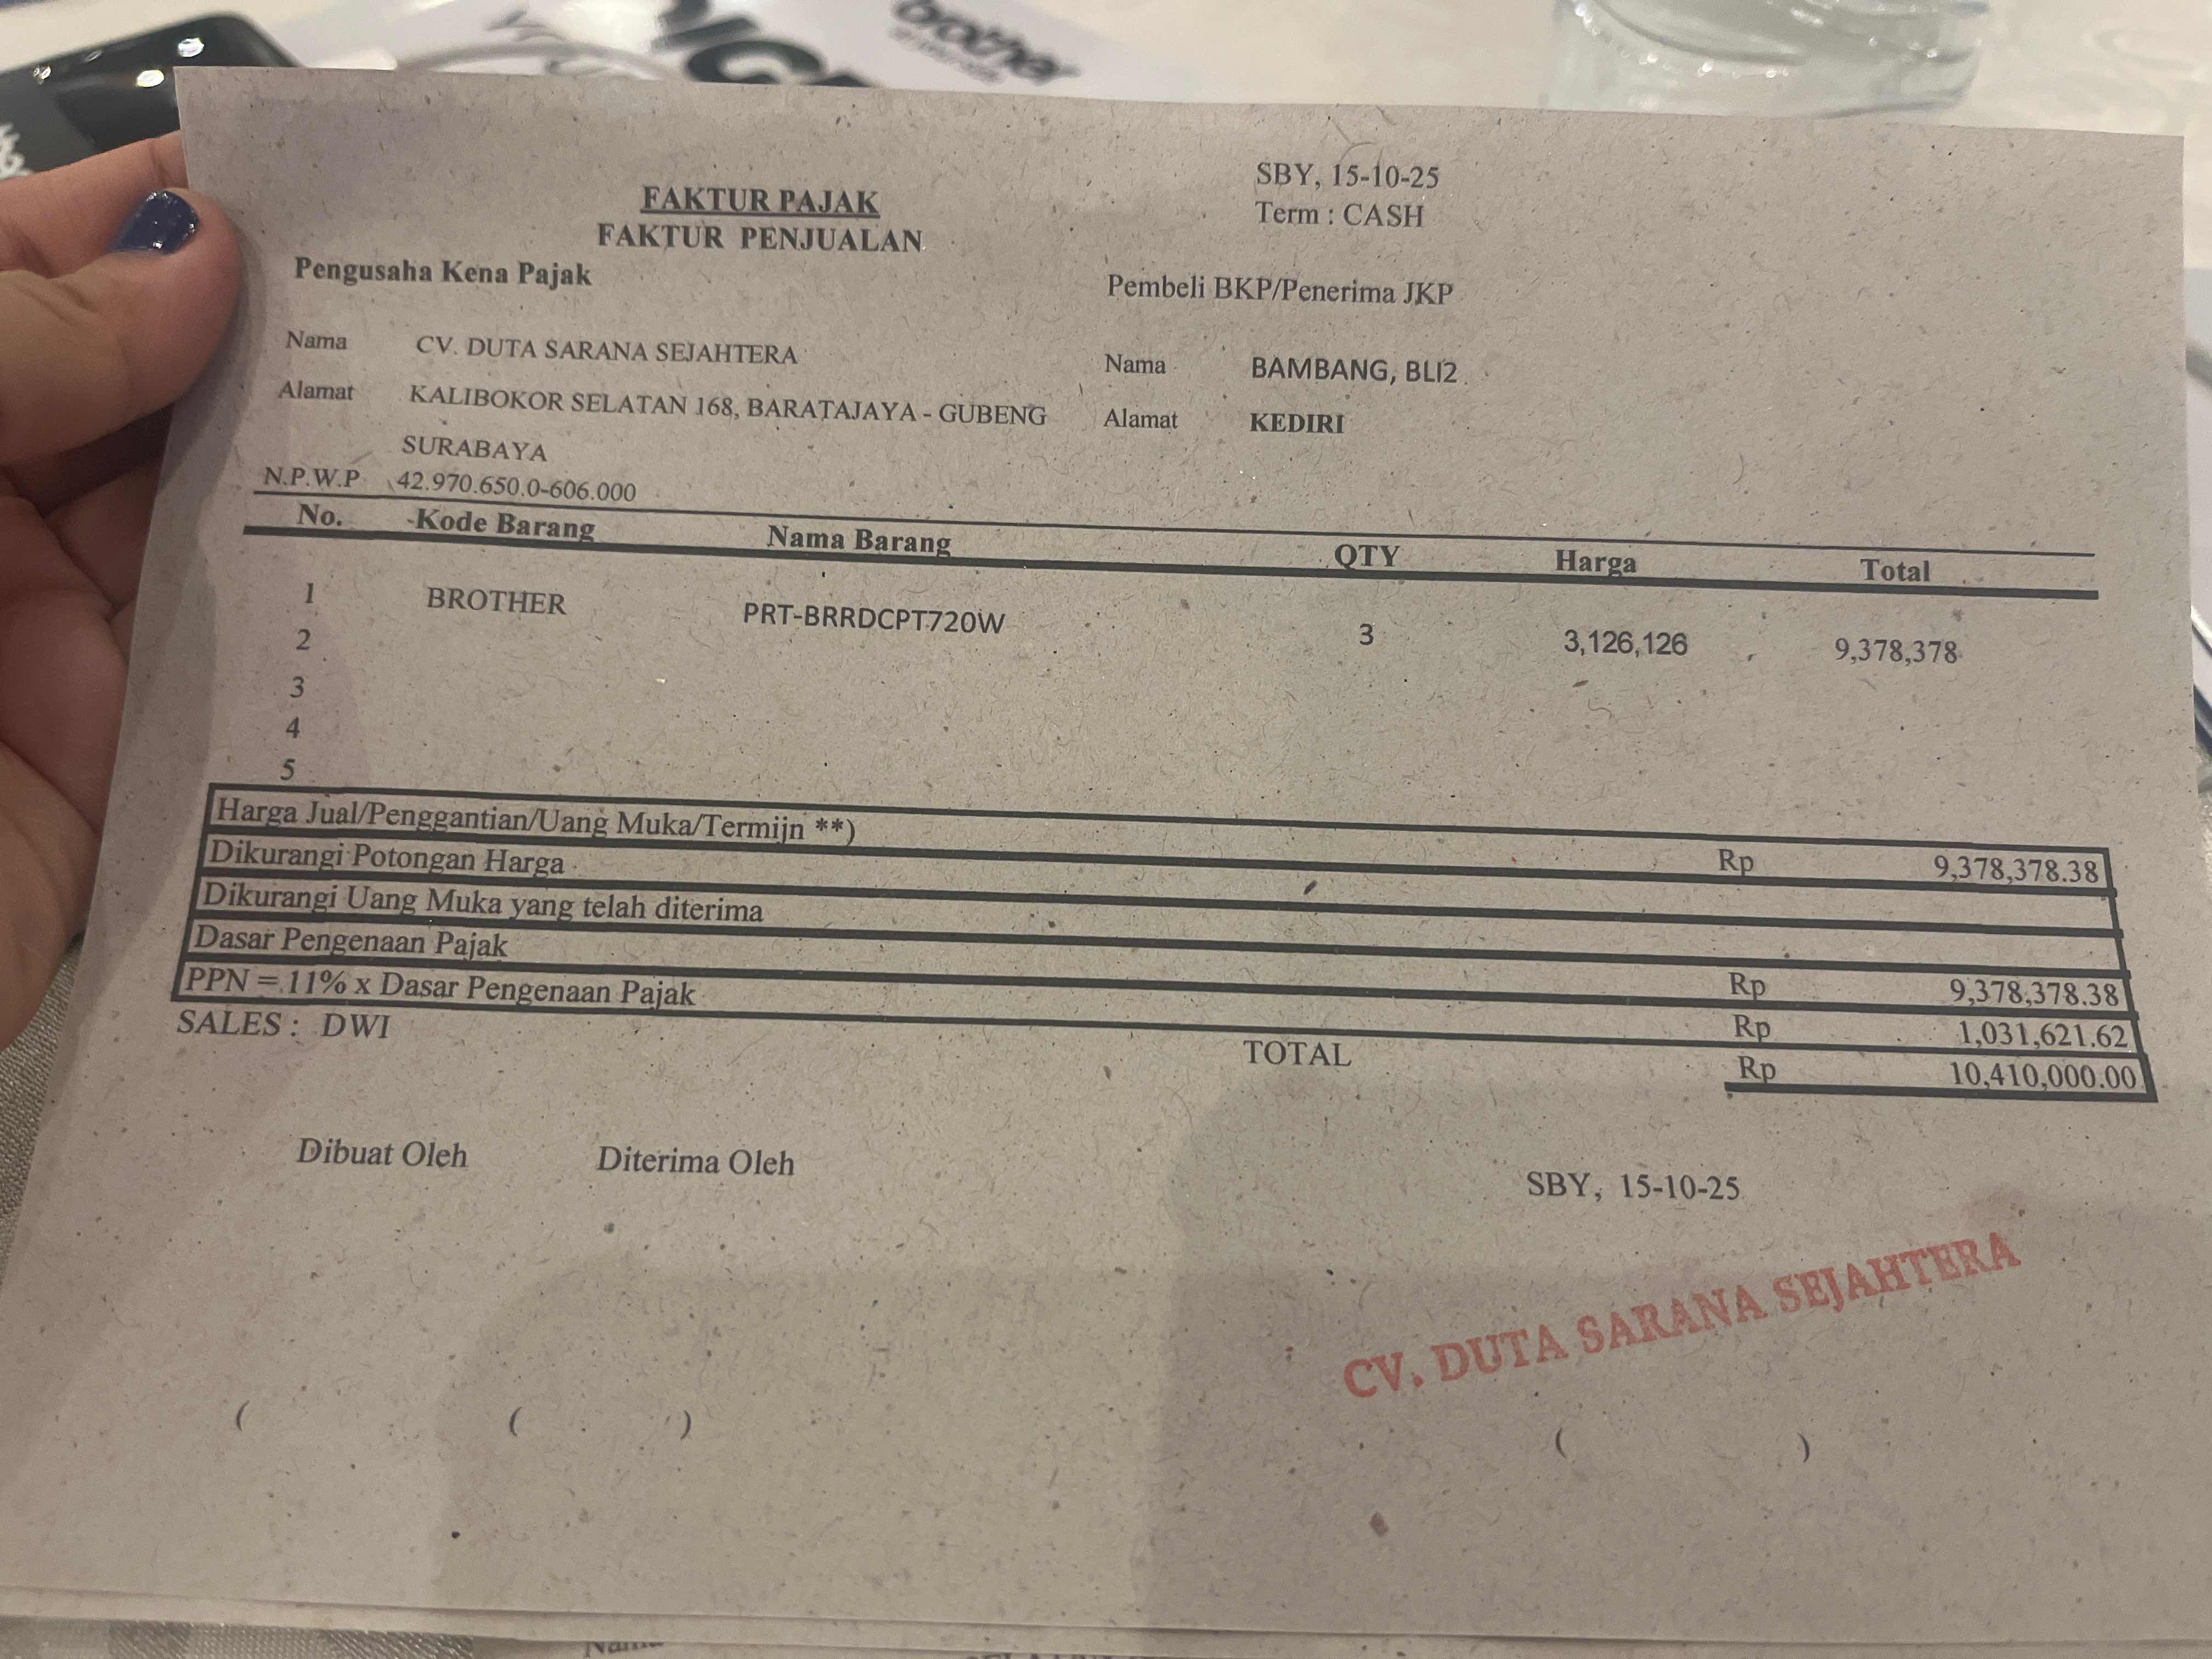 brother
SBY, 15-10-25
Term : CASH
FAKTUR PAJAK
FAKTUR PENJUALAN
Pengusaha Kena Pajak
Pembeli BKP/Penerima JKP
Nama CV. DUTA SARANA SEJAHTERA
Nama BAMBANG, BLI2
Alamat KALIBOKOR SELATAN 168, BARATAJAYA - GUBENG
Alamat KEDIRI
SURABAYA
N.P.W.P 42.970.650.0-606.000
No. Kode Barang Nama Barang QTY Harga Total
1 BROTHER PRT-BRRDCPT720W 3 3,126,126 9,378,378
2
3
4
5
Harga Jual/Penggantian/Uang Muka/Termijn **) Rp 9,378,378.38
Dikurangi Potongan Harga
Dikurangi Uang Muka yang telah diterima
Dasar Pengenaan Pajak Rp 9,378,378.38
PPN = 11% x Dasar Pengenaan Pajak Rp 1,031,621.62
SALES : DWI TOTAL Rp 10,410,000.00
Dibuat Oleh Diterima Oleh
SBY, 15-10-25
CV. DUTA SARANA SEJAHTERA
( ( ) ( )